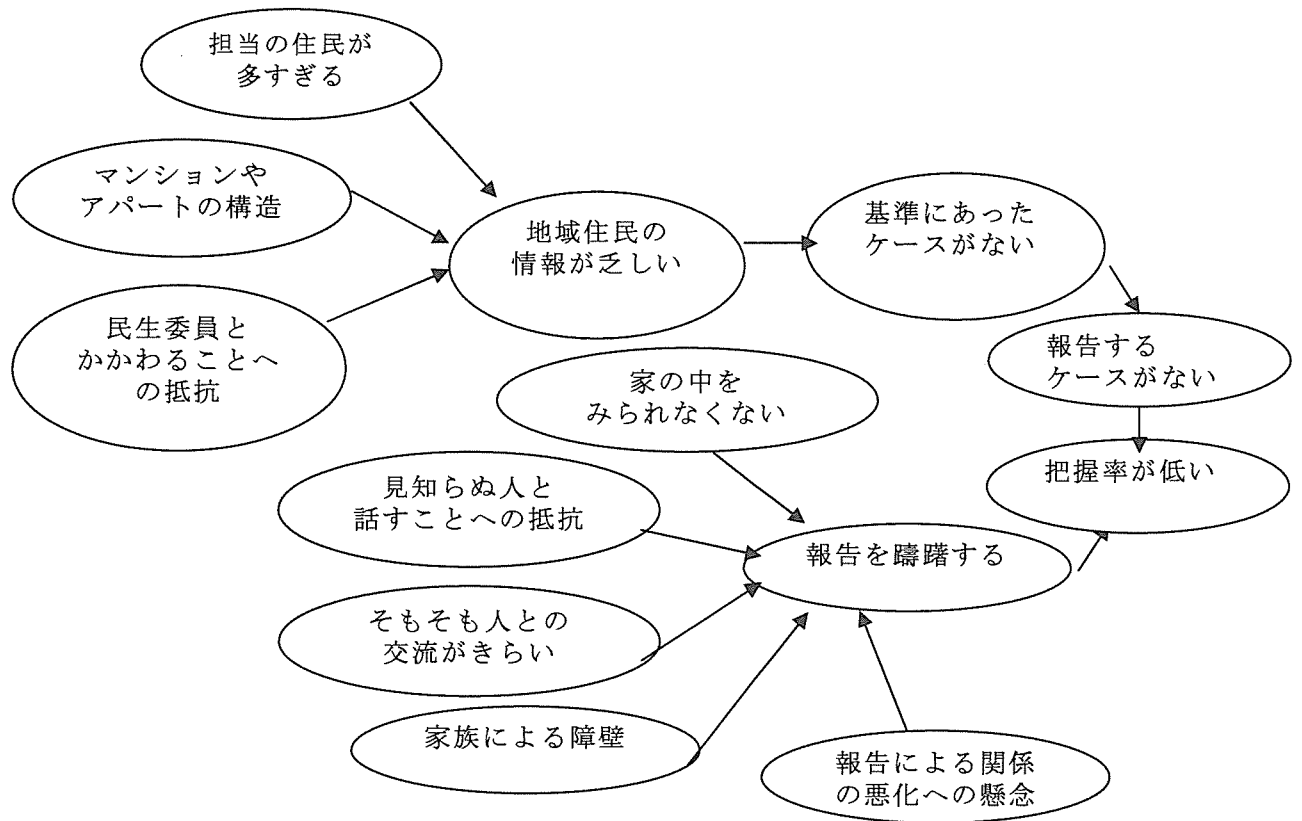 担当の住民が
多すぎる
マンションや
アパートの構造
民生委員と
かかわることへ
の抵抗
地域住民の
情報が乏しい
基準にあった
ケースがない
報告する
ケースがない
把握率が低い
家の中を
みられなくない
見知らぬ人と
話すことへの抵抗
そもそも人との
交流がきらい
家族による障壁
報告を躊躇する
報告による関係
の悪化への懸念